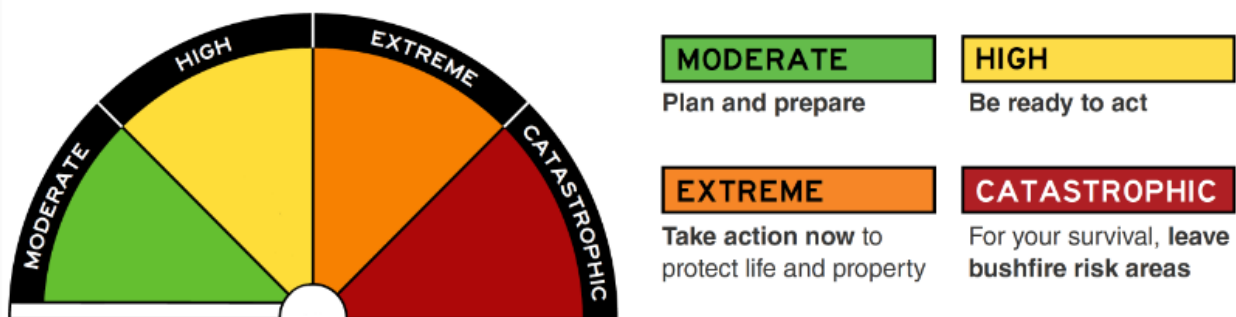 MODERATE
HIGH
EXTREME
CATASTROPHIC
MODERATE
Plan and prepare
HIGH
Be ready to act
EXTREME
Take action now to
protect life and property
CATASTROPHIC
For your survival, leave
bushfire risk areas